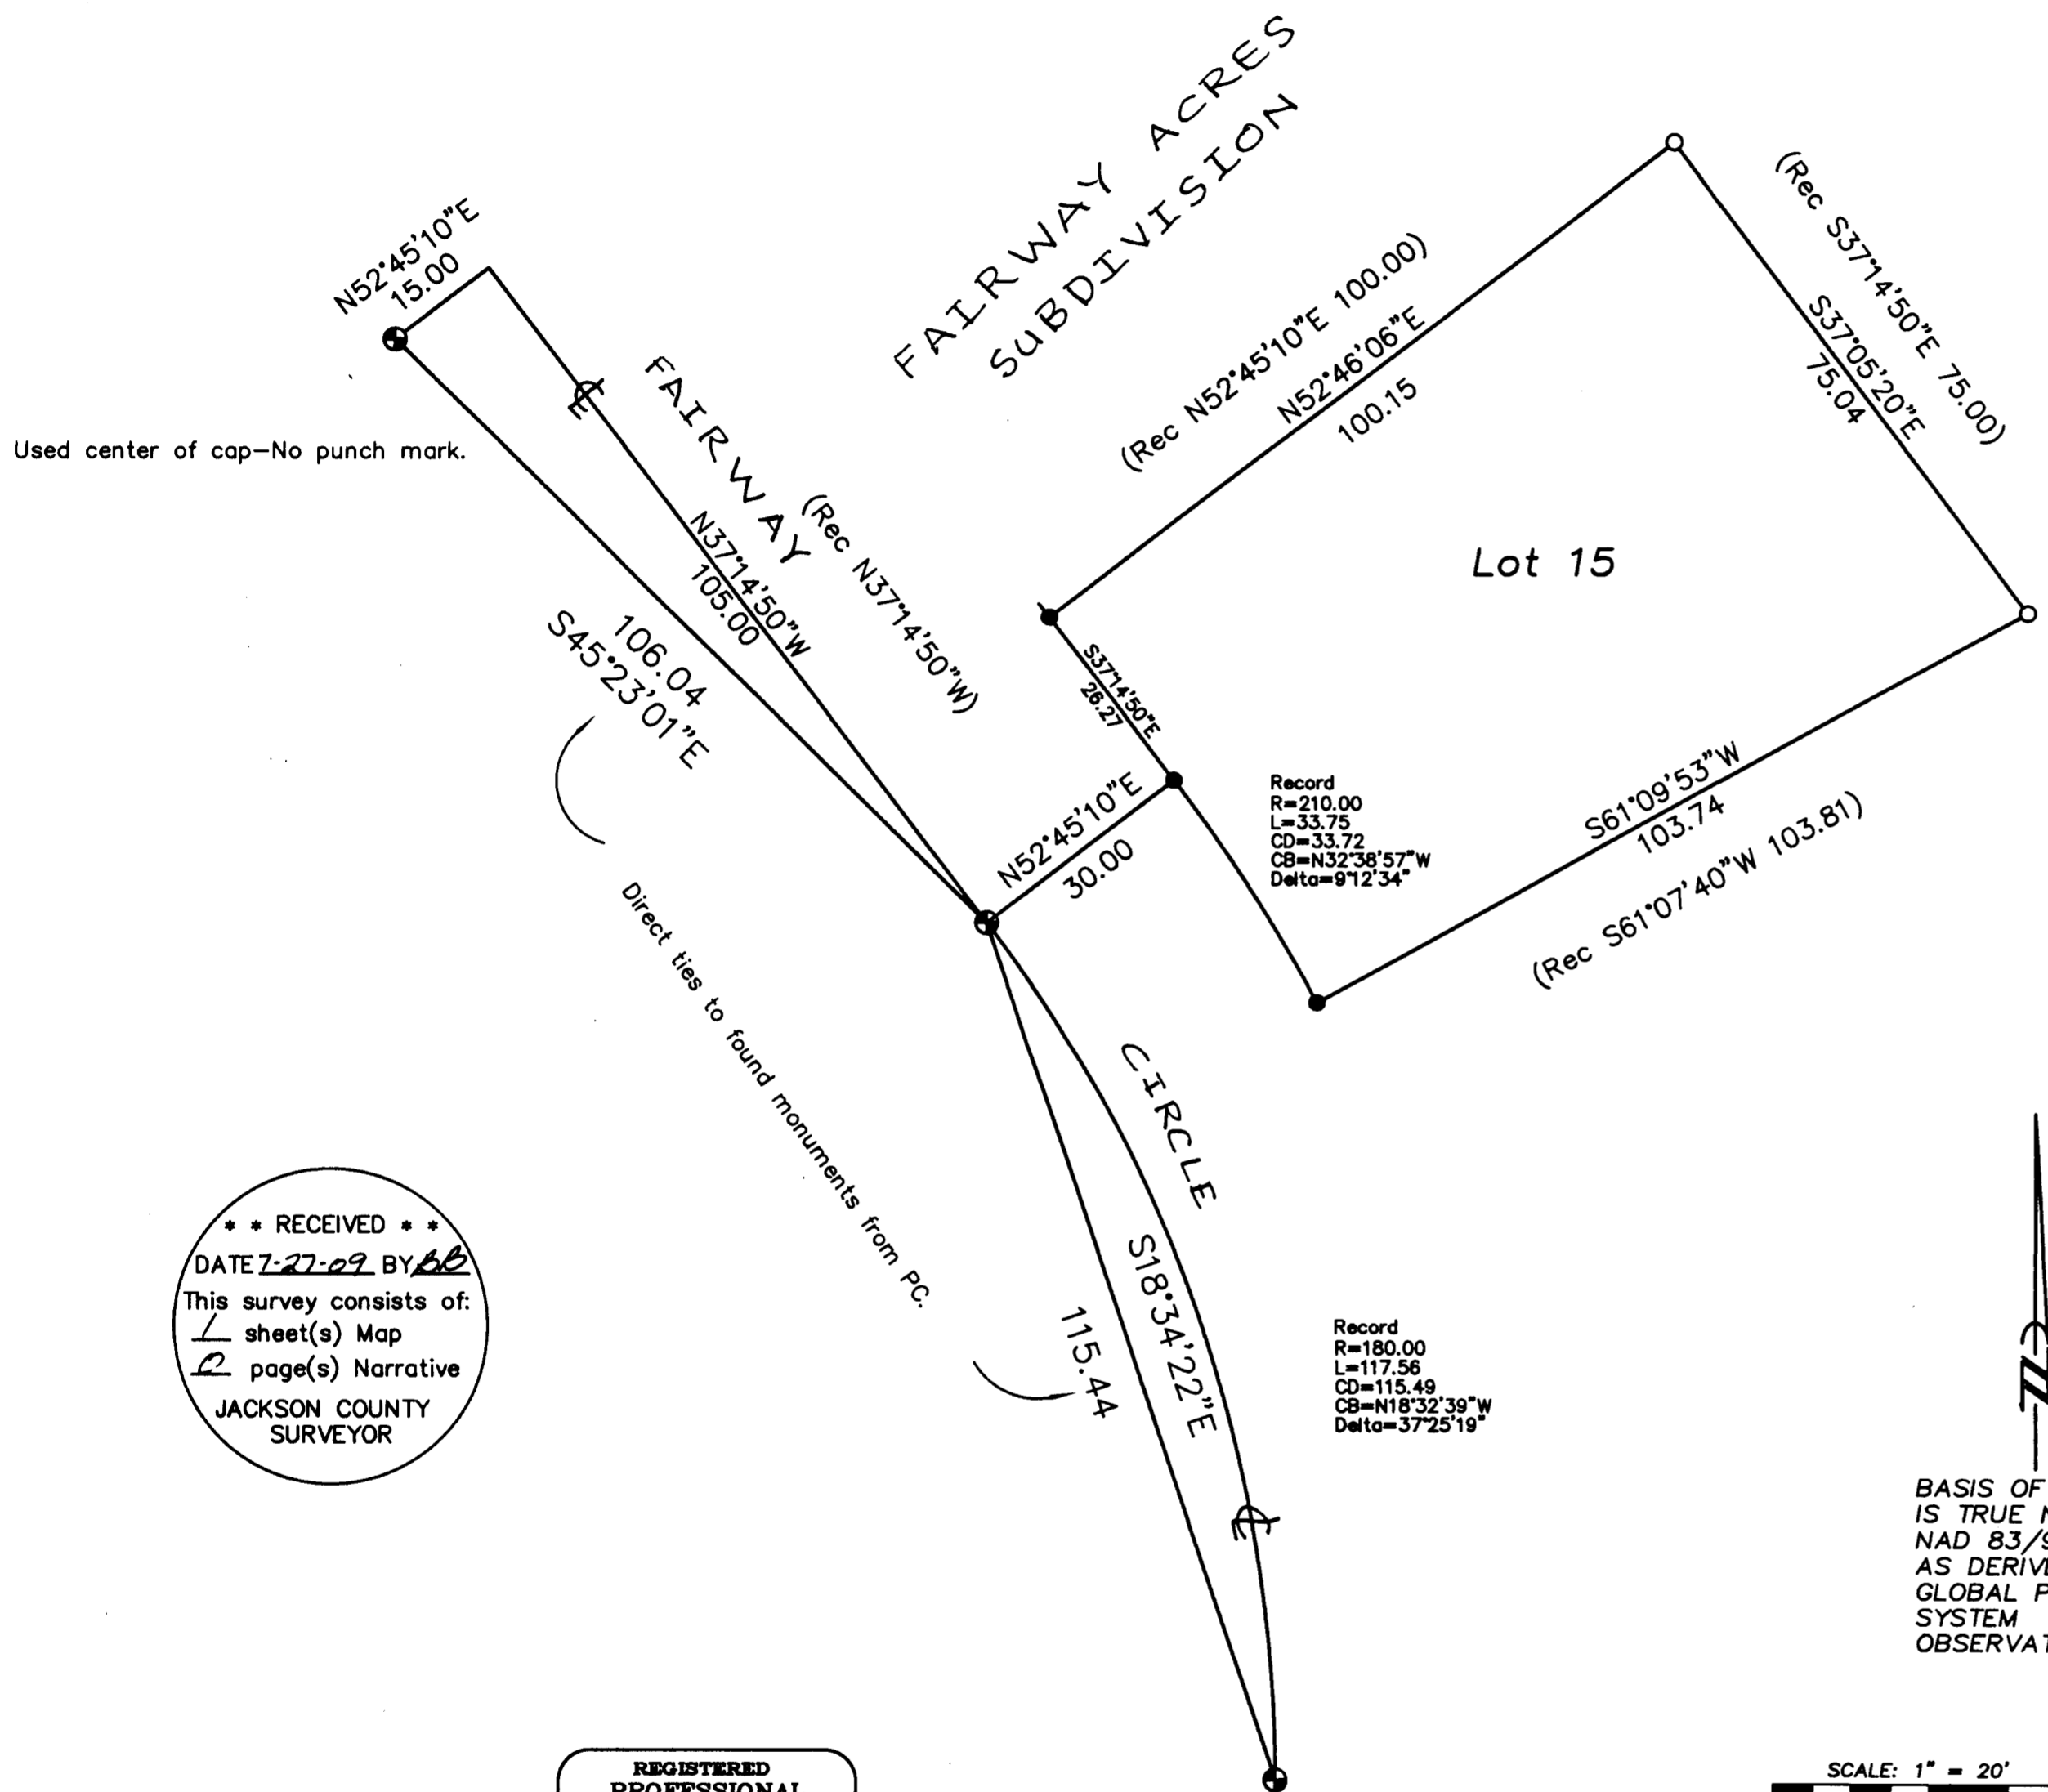 FAIRWAY ACRES
SUBDIVISION
N52°45'10"E
15.00
Used center of cap-No punch mark.
FAIRWAY
N37°14'50"W
105.00
(Rec N37°14'50"W)
106.04
S45°23'01"E
(Rec N52°45'10"E 100.00)
N52°46'06"E
100.15
(Rec S37°14'50"E 75.00)
S37°05'20"E
75.04
Lot 15
S37°14'50"E
26.27
N52°45'10"E
30.00
Record
R=210.00
L=33.75
CD=33.72
CB=N32°38'57"W
Delta=9°12'34"
S61°09'53"W
103.74
(Rec S61°07'40"W 103.81)
Direct ties to found monuments from PC.
CIRCLE
S18°34'22"E
115.44
Record
R=180.00
L=117.56
CD=115.49
CB=N18°32'39"W
Delta=37°25'19"
* * RECEIVED * *
DATE 7-27-09 BY BB
This survey consists of:
1 sheet(s) Map
0 page(s) Narrative
JACKSON COUNTY
SURVEYOR
BASIS OF
IS TRUE
NAD 83/9
AS DERIVE
GLOBAL P
SYSTEM
OBSERVAT
REGISTERED
PROFESSIONAL
SCALE: 1" = 20'